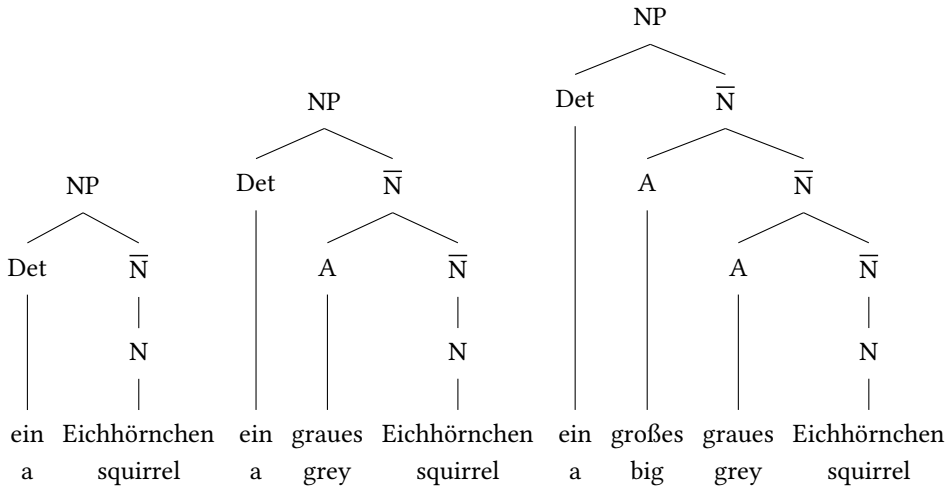 NP
Det N̅
NP
A N̅
NP
Det N̅
Det N̅
A N̅
N
N
N
ein Eichhörnchen ein graues Eichhörnchen ein großes graues Eichhörnchen
a squirrel a grey squirrel a big grey squirrel